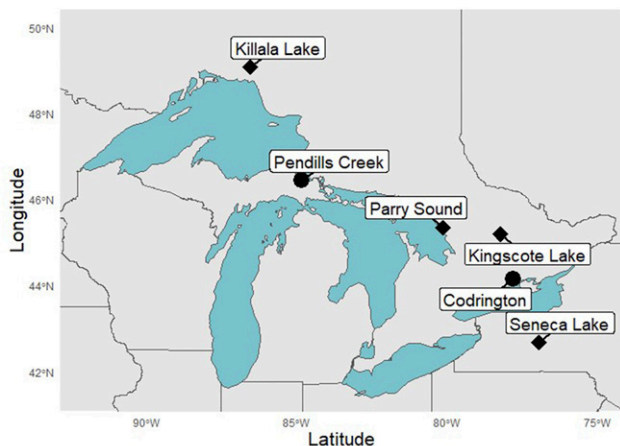 50°N
Killala Lake
48°N
Pendills Creek
46°N
Parry Sound
Longitude
Kingscote Lake
44°N
Codrington
Seneca Lake
42°N
90°W
85°W
80°W
75°W
Latitude